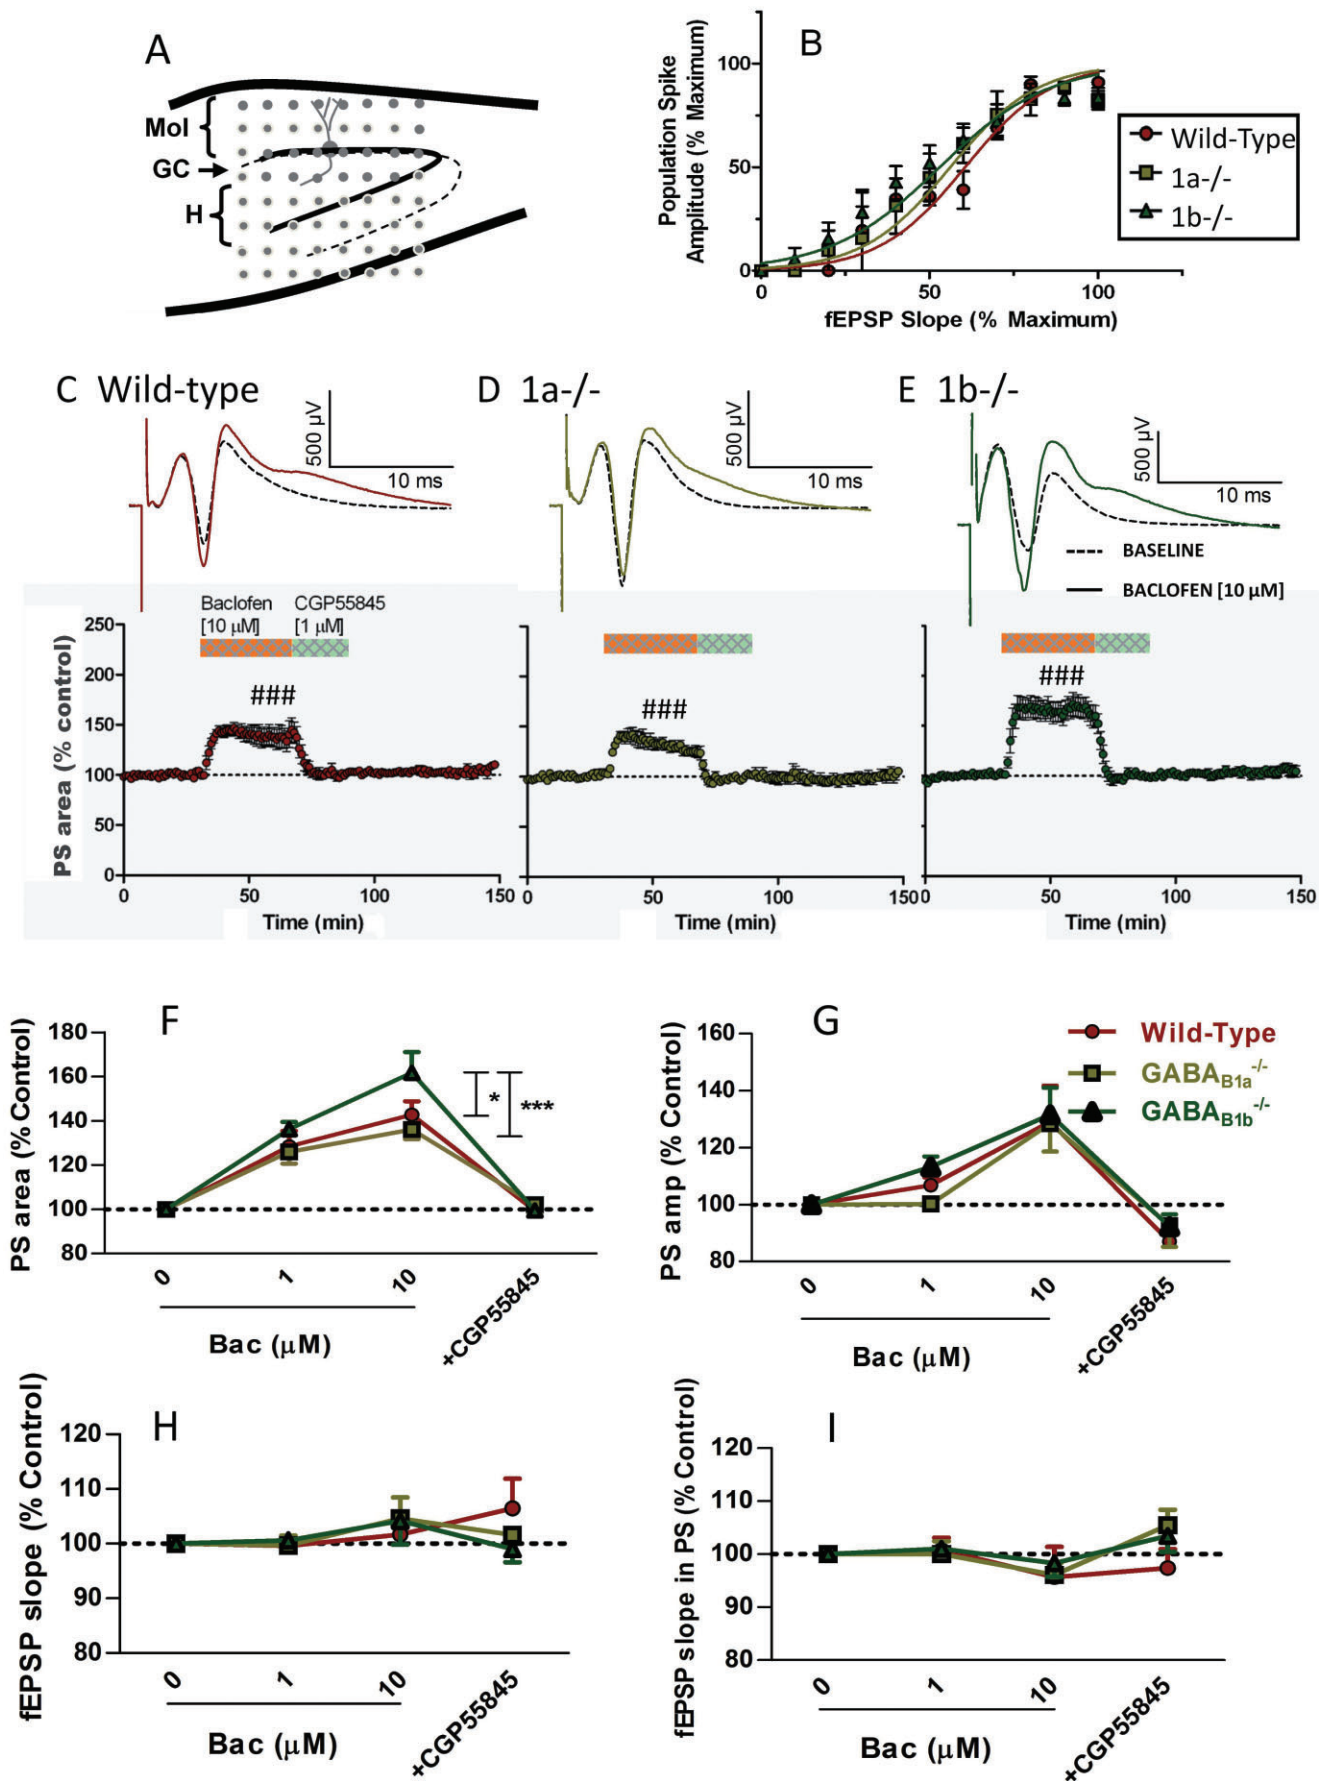 A
Mol
GC
H
B
Population Spike
Amplitude (% Maximum)
100
50
0
0
50
100
fEPSP Slope (% Maximum)
Wild-Type
1a-/-
1b-/-
C Wild-type
500 µV
10 ms
D 1a-/-
500 µV
10 ms
E 1b-/-
500 µV
10 ms
BASELINE
BACLOFEN [10 µM]
PS area (% control)
250
200
150
100
50
0
Baclofen
[10 µM]
CGP55845
[1 µM]
###
0
50
100
150
Time (min)
###
50
100
150
Time (min)
###
0
50
100
150
Time (min)
F
PS area (% Control)
180
160
140
120
100
80
*
***
0
1
10
+CGP55845
Bac (µM)
G
PS amp (% Control)
160
140
120
100
80
Wild-Type
GABAB1a-/-
GABAB1b-/-
0
1
10
+CGP55845
Bac (µM)
H
fEPSP slope (% Control)
120
110
100
90
80
0
1
10
+CGP55845
Bac (µM)
I
fEPSP slope in PS (% Control)
120
110
100
90
80
0
1
10
+CGP55845
Bac (µM)